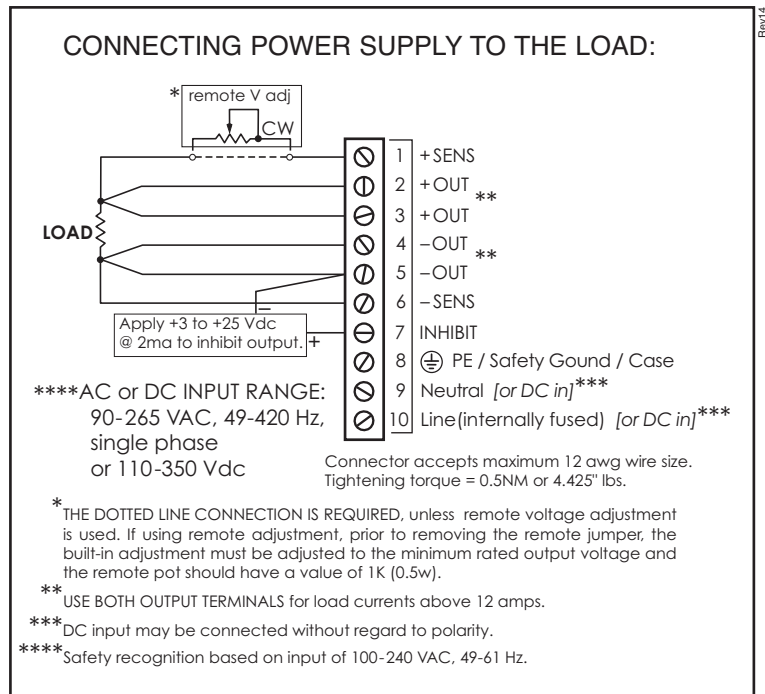 Rev14
CONNECTING POWER SUPPLY TO THE LOAD:
* remote V adj
CW
LOAD
1 +SENS
2 +OUT
**
3 +OUT
4 –OUT
**
5 –OUT
6 –SENS
7 INHIBIT
8 PE / Safety Gound / Case
9 Neutral [or DC in]***
10 Line(internally fused) [or DC in]***
–
Apply +3 to +25 Vdc
@ 2ma to inhibit output.
+
****AC or DC INPUT RANGE:
90-265 VAC, 49-420 Hz,
single phase
or 110-350 Vdc
Connector accepts maximum 12 awg wire size.
Tightening torque = 0.5NM or 4.425" lbs.
*THE DOTTED LINE CONNECTION IS REQUIRED, unless remote voltage adjustment
is used. If using remote adjustment, prior to removing the remote jumper, the
built-in adjustment must be adjusted to the minimum rated output voltage and
the remote pot should have a value of 1K (0.5w).
**USE BOTH OUTPUT TERMINALS for load currents above 12 amps.
***DC input may be connected without regard to polarity.
****Safety recognition based on input of 100-240 VAC, 49-61 Hz.